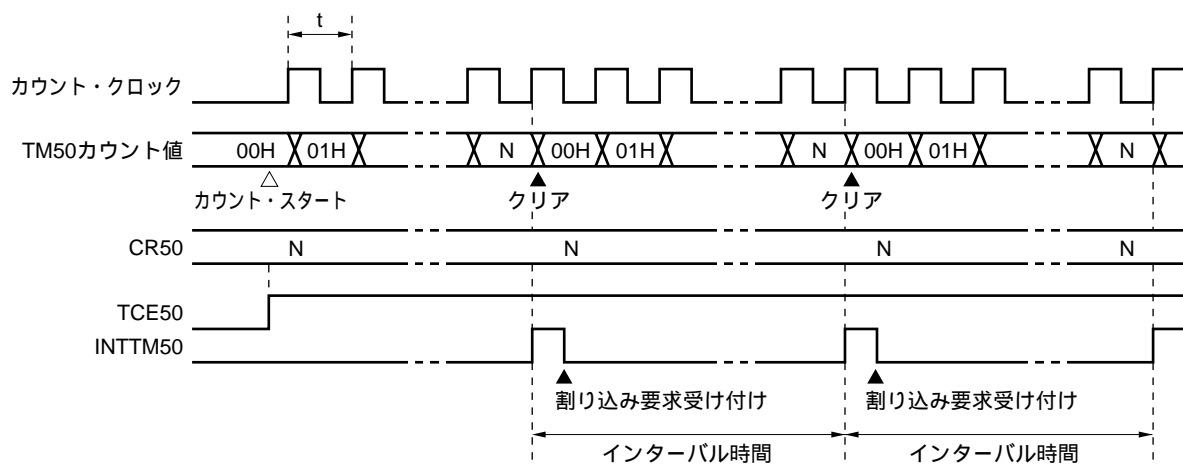 t
カウント・クロック
TM50カウント値 00H 01H N 00H 01H N 00H 01H N
カウント・スタート クリア クリア
CR50 N N N N
TCE50
INTTM50
割り込み要求受け付け 割り込み要求受け付け
インターバル時間 インターバル時間